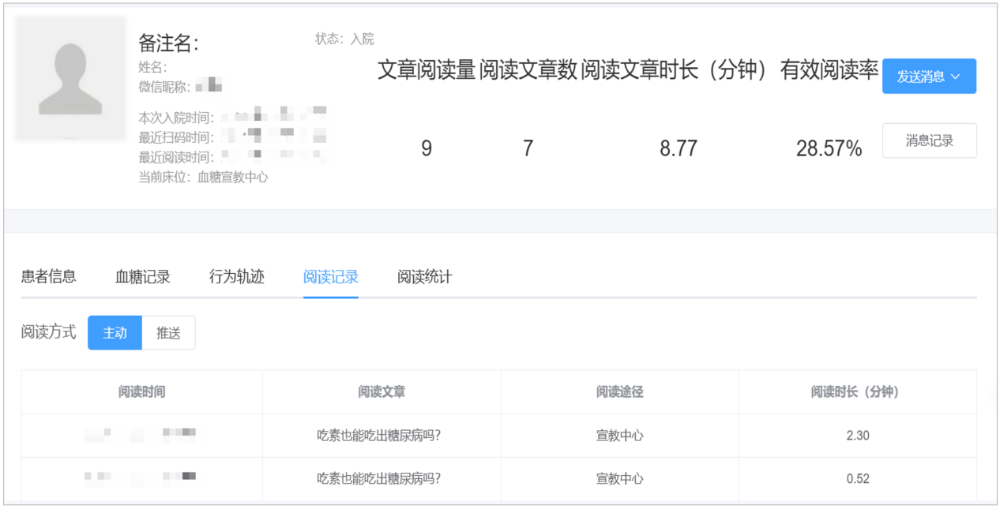 备注名：
状态：入院
姓名：
微信昵称：
本次入院时间：
最近扫码时间：
最近阅读时间：
当前床位：血糖宣教中心
文章阅读量 阅读文章数 阅读文章时长（分钟） 有效阅读率
9 7 8.77 28.57%
发送消息
消息记录
患者信息 血糖记录 行为轨迹 阅读记录 阅读统计
阅读方式 主动 推送
阅读时间 阅读文章 阅读途径 阅读时长（分钟）
吃素也能吃出糖尿病吗？ 宣教中心 2.30
吃素也能吃出糖尿病吗？ 宣教中心 0.52